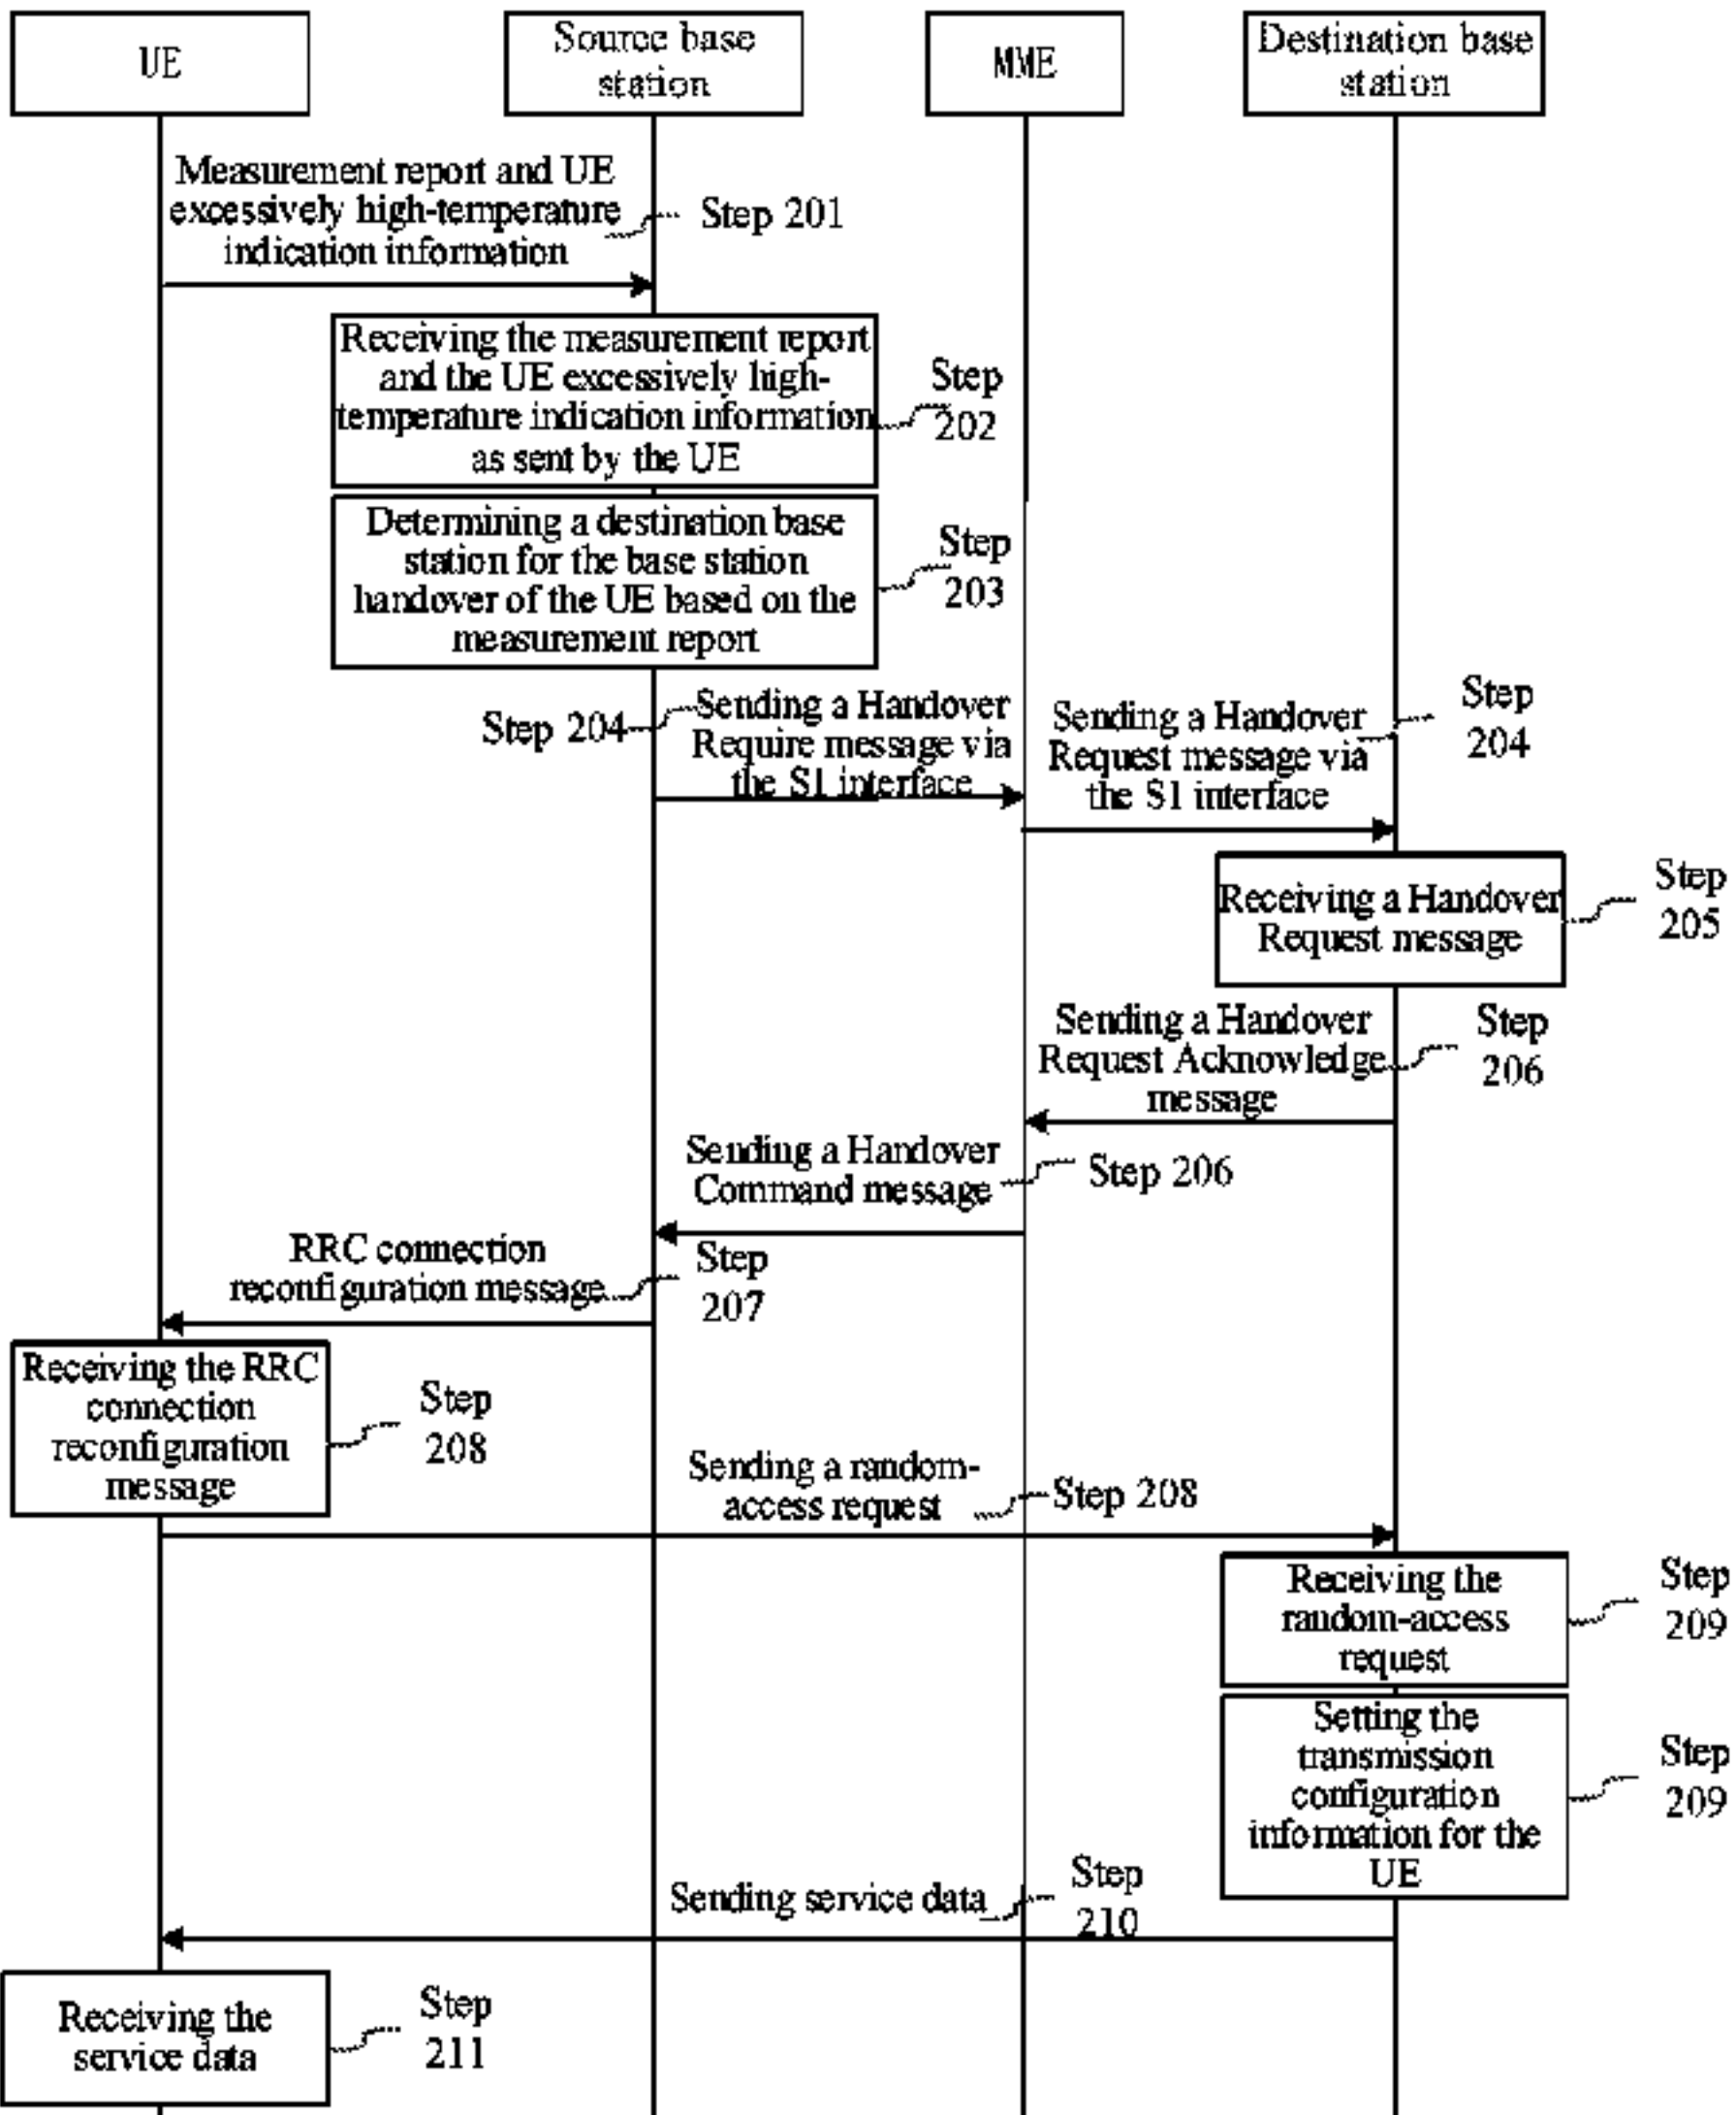 UE
Source base
station
MME
Destination base
station
Measurement report and UE
excessively high-temperature
indication information
Step 201
Receiving the measurement report
and the UE excessively high-
temperature indication information
as sent by the UE
Step
202
Determining a destination base
station for the base station
handover of the UE based on the
measurement report
Step
203
Step 204
Sending a Handover
Require message via
the S1 interface
Sending a Handover
Request message via
the S1 interface
Step
204
Receiving a Handover
Request message
Step
205
Sending a Handover
Request Acknowledge
message
Step
206
Sending a Handover
Command message
Step 206
RRC connection
reconfiguration message
Step
207
Receiving the RRC
connection
reconfiguration
message
Step
208
Sending a random-
access request
Step 208
Receiving the
random-access
request
Step
209
Setting the
transmission
configuration
information for the
UE
Step
209
Sending service data
Step
210
Receiving the
service data
Step
211